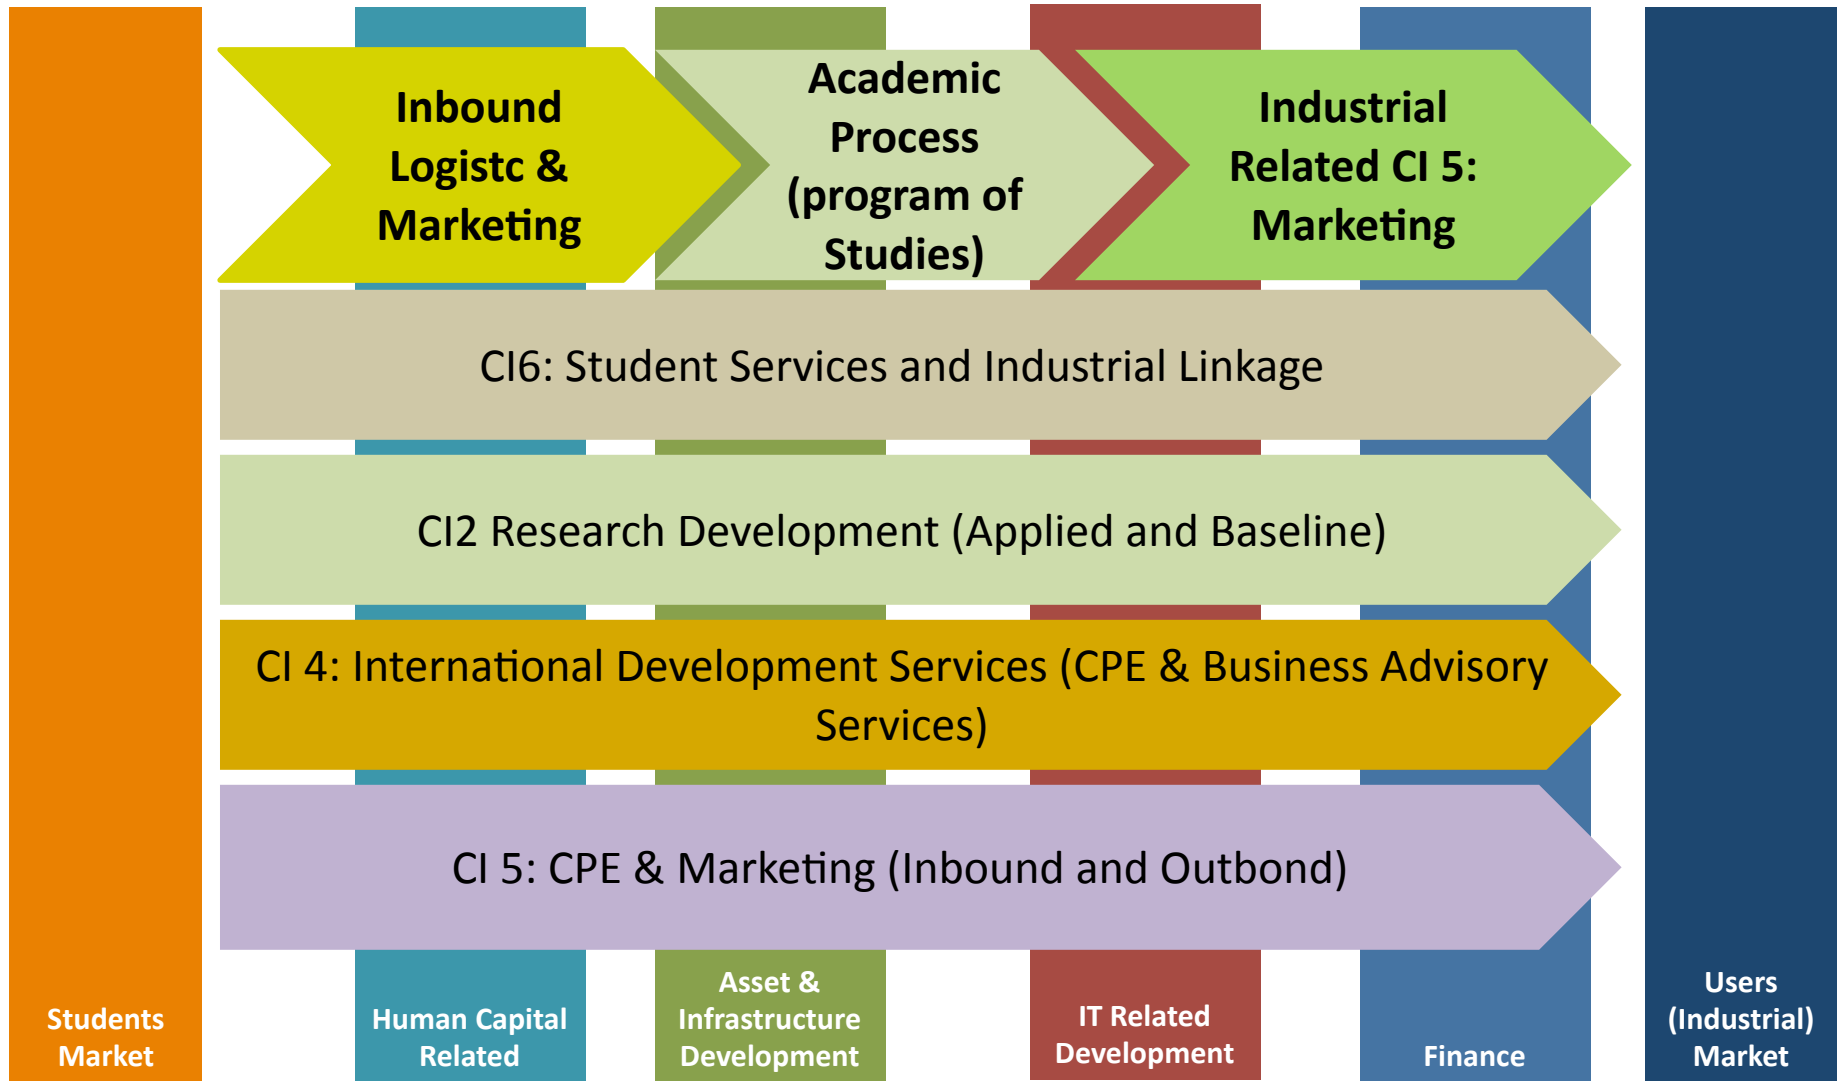 Inbound
Logistc &
Marketing
Academic
Process
(program of
Studies)
Industrial
Related CI 5:
Marketing
CI6: Student Services and Industrial Linkage
CI2 Research Development (Applied and Baseline)
CI 4: International Development Services (CPE & Business Advisory
Services)
CI 5: CPE & Marketing (Inbound and Outbond)
Students
Market
Human Capital
Related
Asset &
Infrastructure
Development
IT Related
Development
Finance
Users
(Industrial)
Market